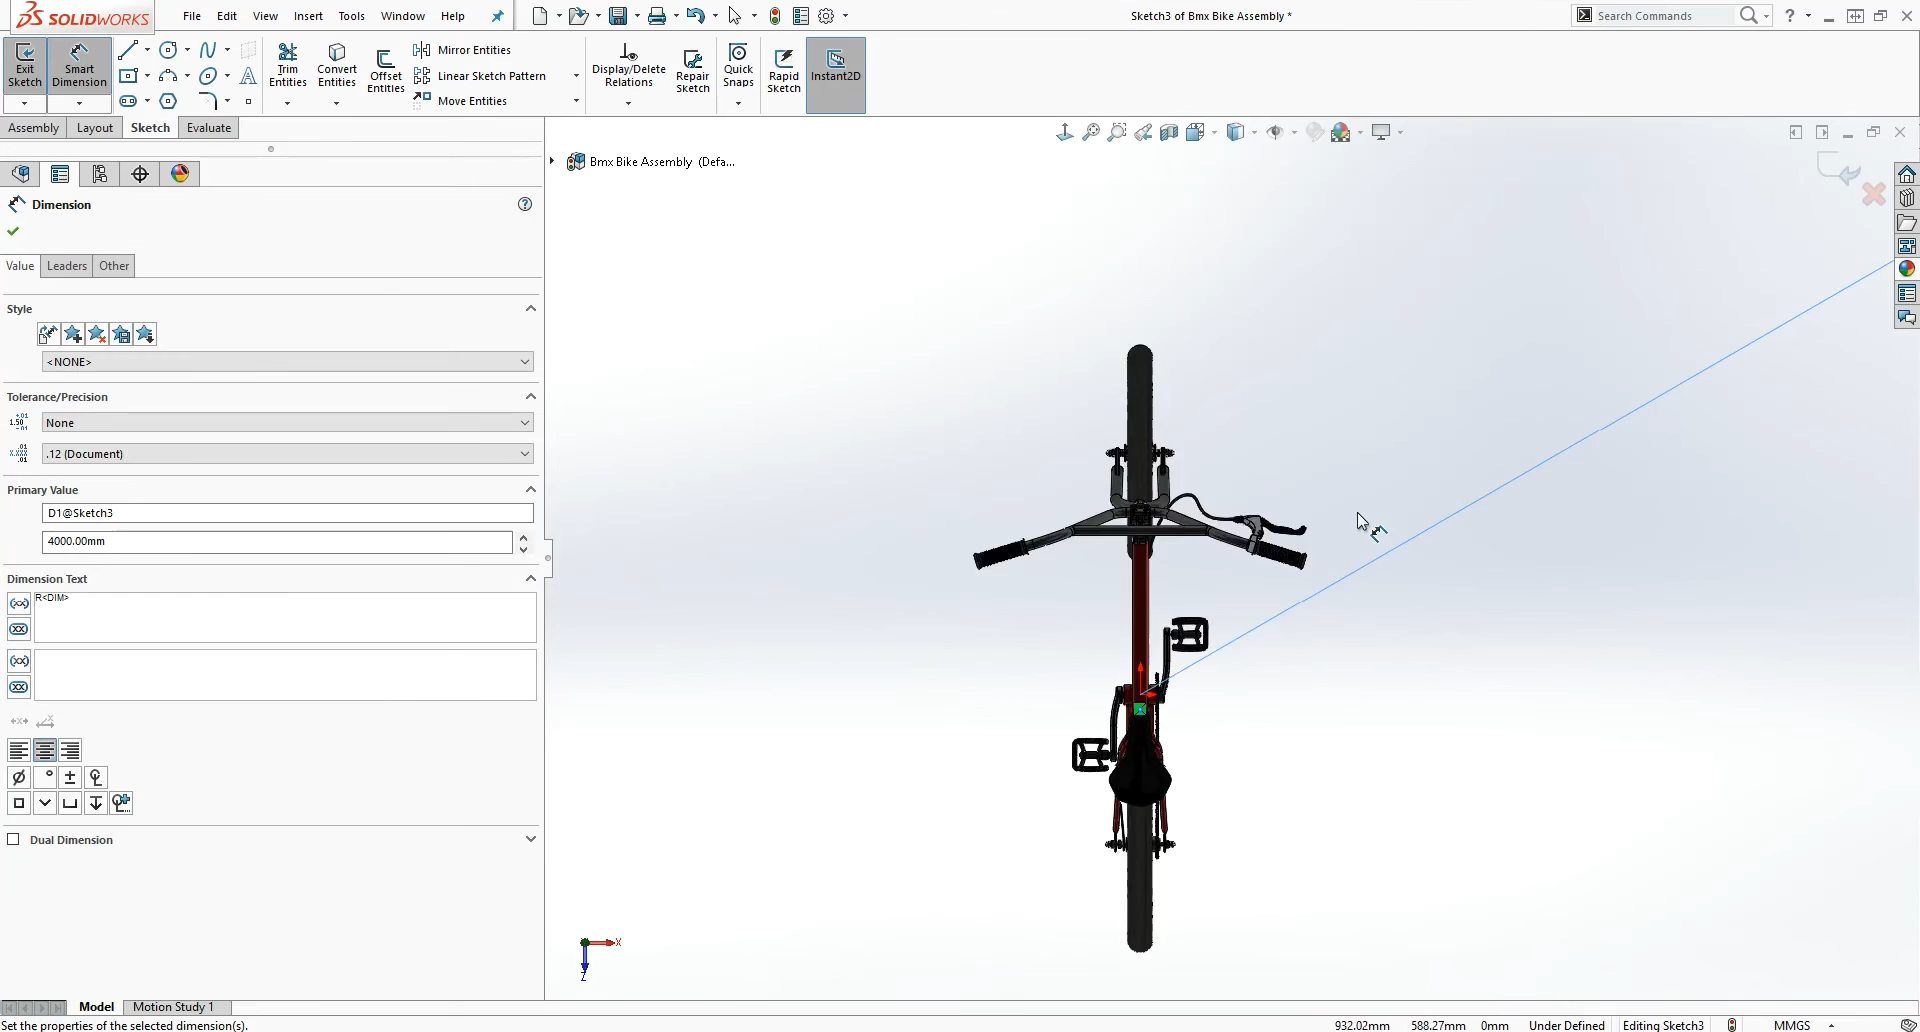 SOLIDWORKS
File Edit View Insert Tools Window Help
Sketch3 of Bmx Bike Assembly *
Search Commands
Exit Sketch
Smart Dimension
Trim Entities
Convert Entities
Offset Entities
Mirror Entities
Linear Sketch Pattern
Move Entities
Display/Delete Relations
Repair Sketch
Quick Snaps
Rapid Sketch
Instant2D
Assembly Layout Sketch Evaluate
Bmx Bike Assembly (Defa...
Dimension
Value Leaders Other
Style
<NONE>
Tolerance/Precision
None
.12 (Document)
Primary Value
D1@Sketch3
4000.00mm
Dimension Text
R<DIM>
Dual Dimension
X
Z
Model Motion Study 1
Set the properties of the selected dimension(s).
932.02mm 588.27mm 0mm Under Defined Editing Sketch3 MMGS